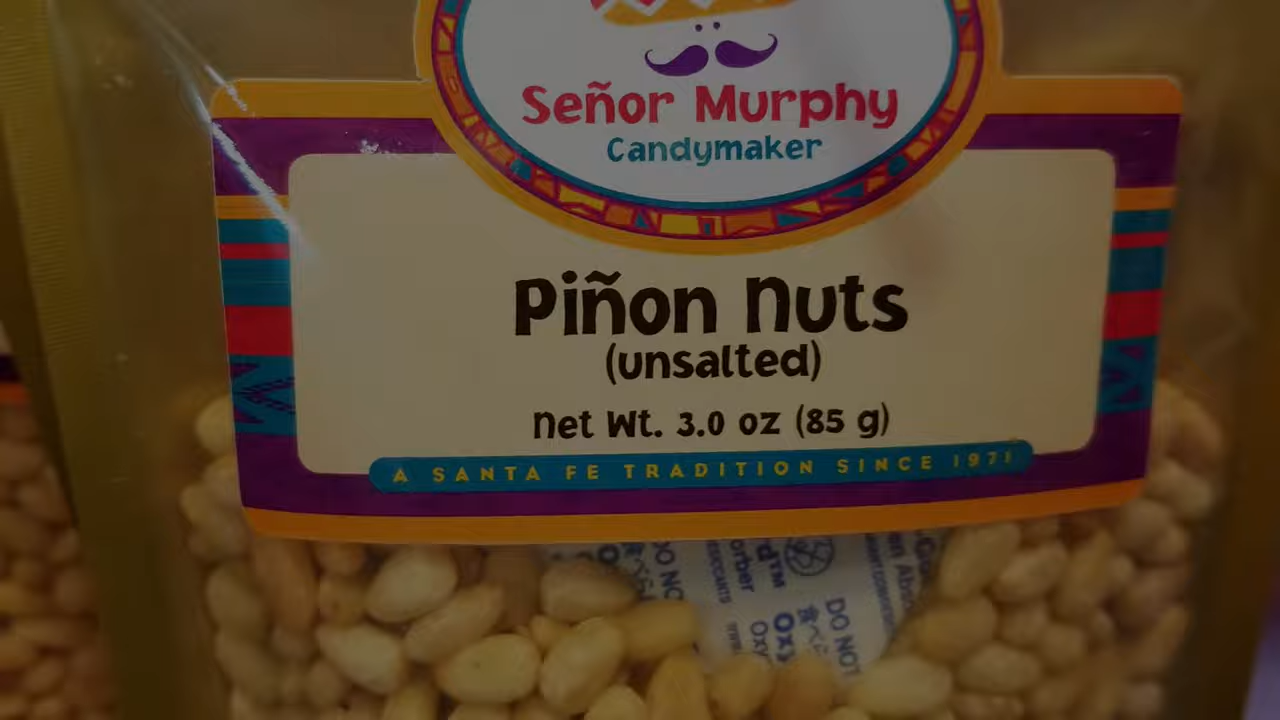 Señor Murphy
Candymaker
Piñon Nuts
(unsalted)
Net Wt. 3.0 oz (85 g)
A SANTA FE TRADITION SINCE 1971
DO NOT
Oxy
DO NOT